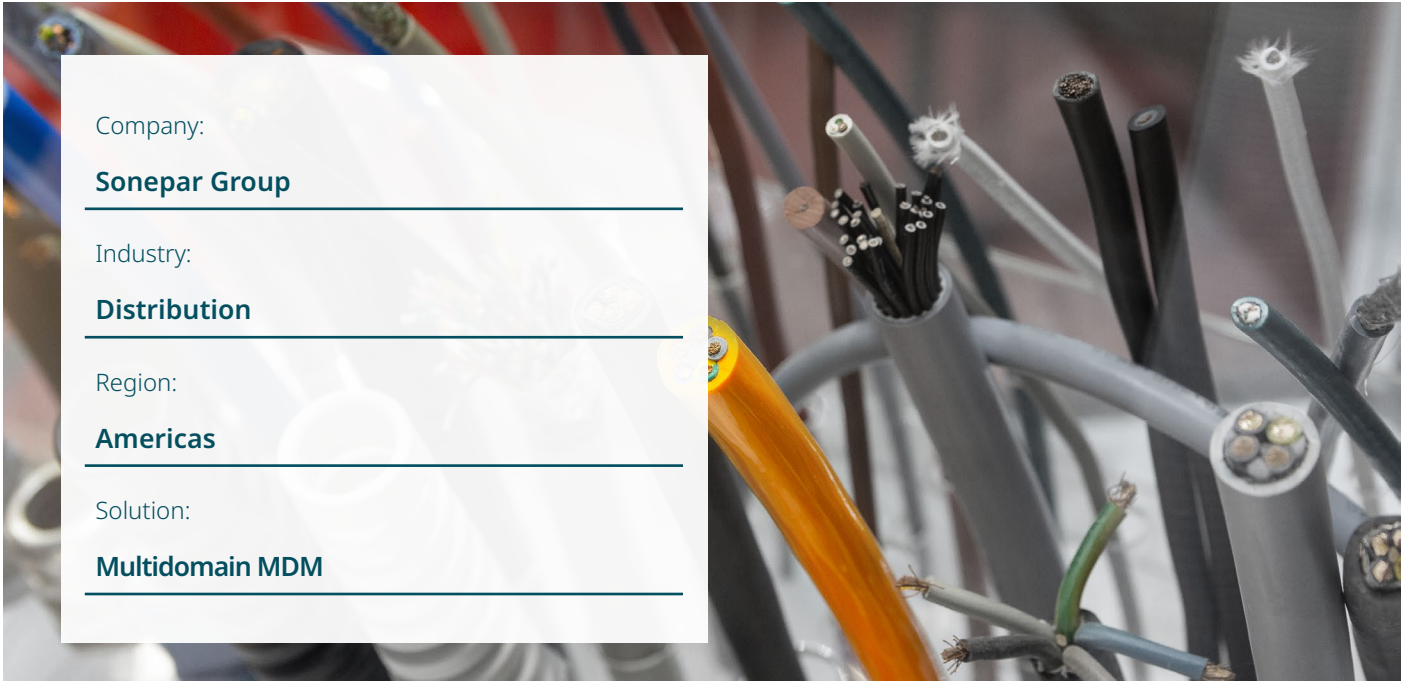 Company:
Sonepar Group
Industry:
Distribution
Region:
Americas
Solution:
Multidomain MDM